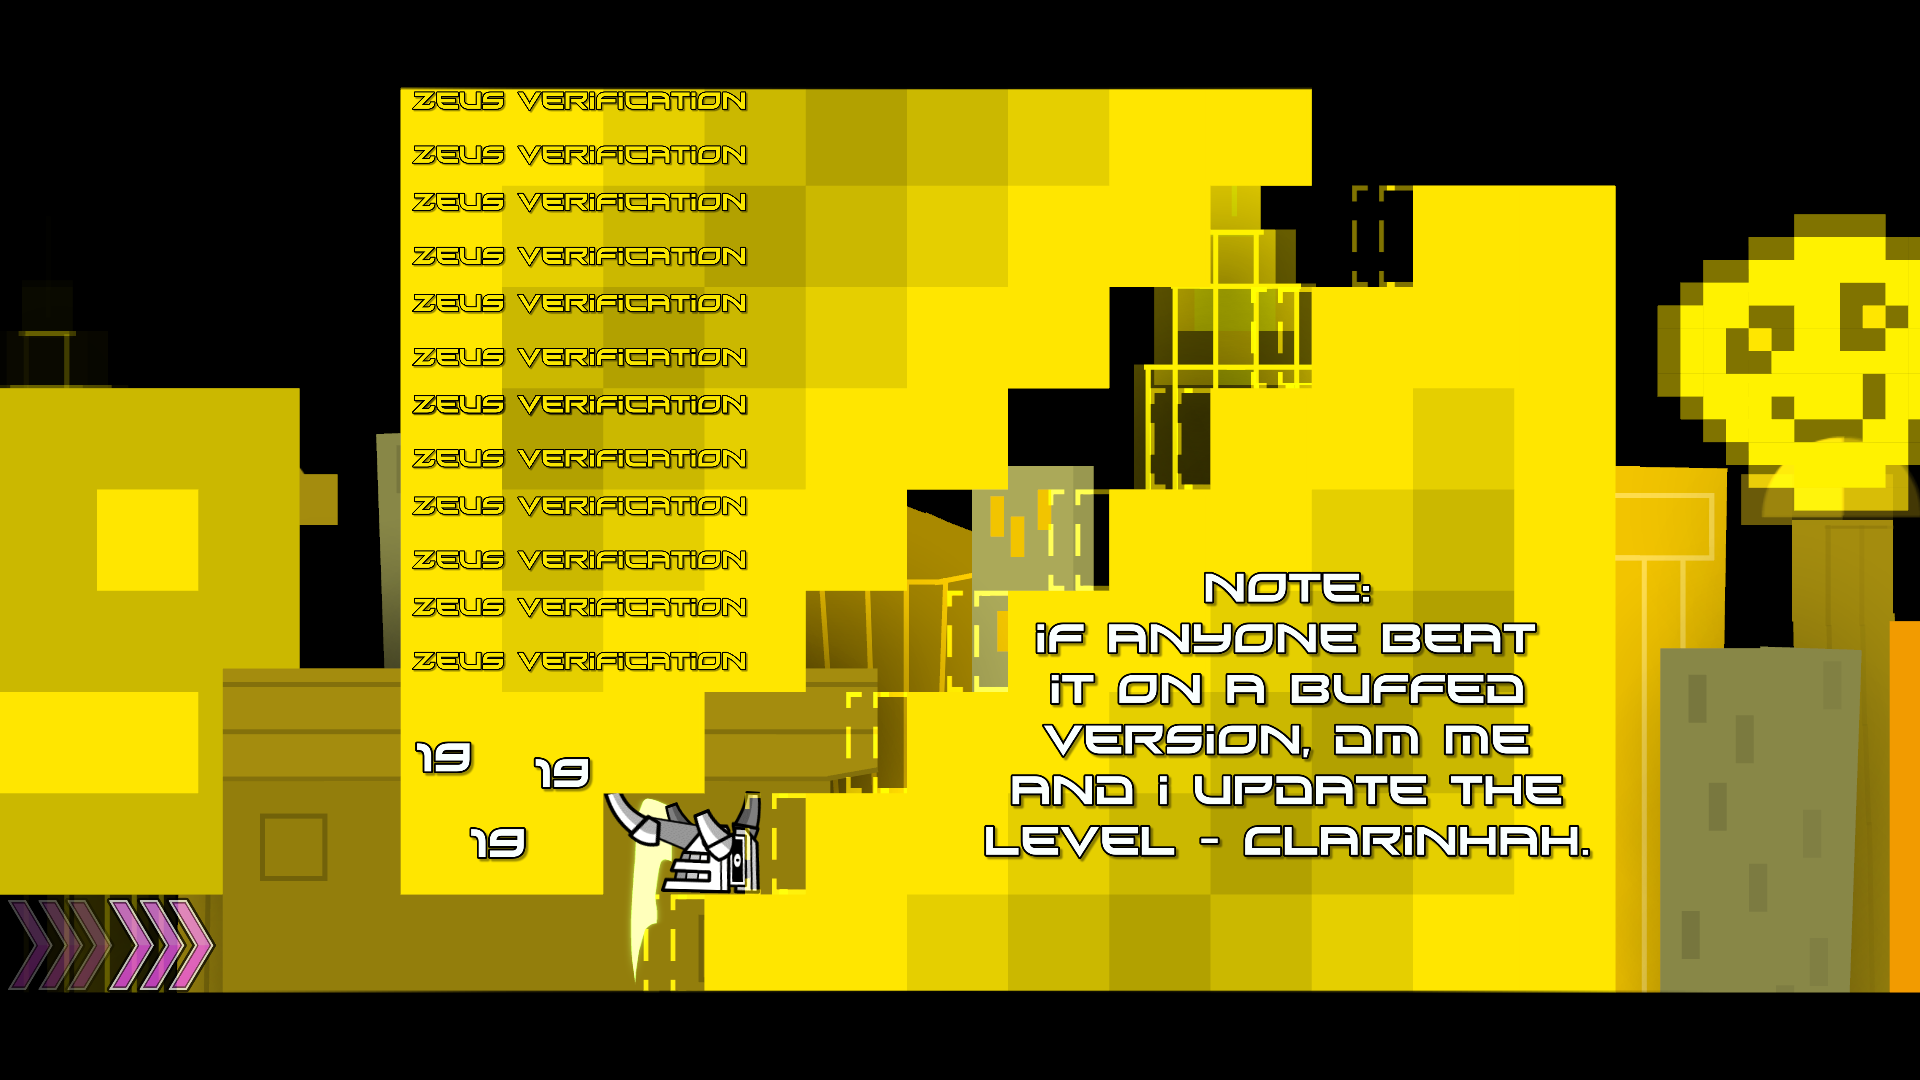 ZEUS VERiFiCATiON
ZEUS VERiFiCATiON
ZEUS VERiFiCATiON
ZEUS VERiFiCATiON
ZEUS VERiFiCATiON
ZEUS VERiFiCATiON
ZEUS VERiFiCATiON
ZEUS VERiFiCATiON
ZEUS VERiFiCATiON
ZEUS VERiFiCATiON
ZEUS VERiFiCATiON
ZEUS VERiFiCATiON
19
19
19
NOTE:
iF ANYONE BEAT
iT ON A BUFFED
VERSiON, DM ME
AND i UPDATE THE
LEVEL - CLARiNHAH.